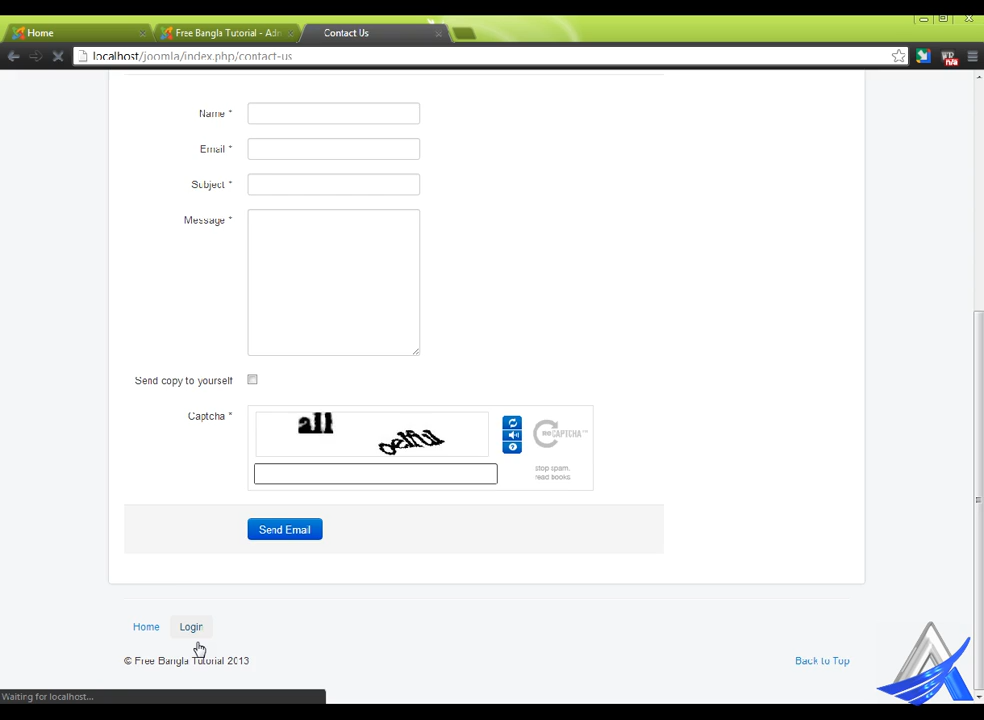 Home
Free Bangla Tutorial - Adm
Contact Us
localhost/joomla/index.php/contact-us
Name *
Email *
Subject *
Message *
Send copy to yourself
Captcha *
all
reCAPTCHA™
stop spam.
read books.
Send Email
Home Login
© Free Bangla Tutorial 2013
Back to Top
Waiting for localhost...